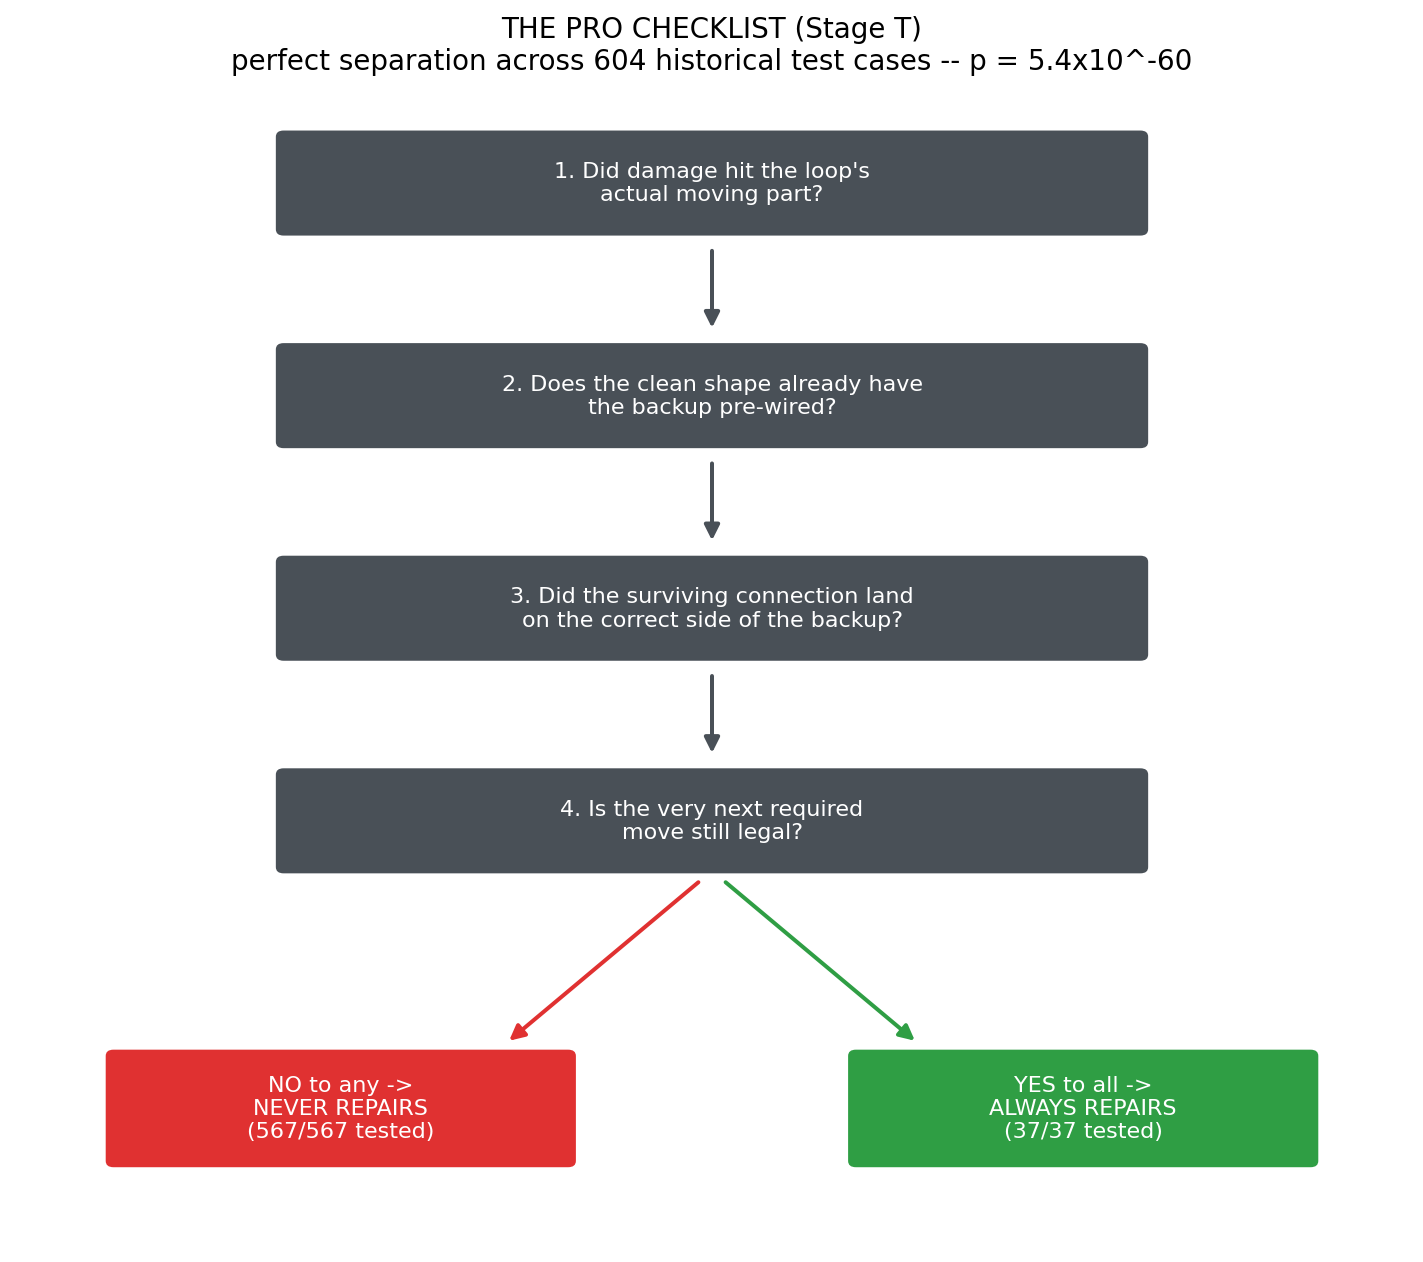 THE PRO CHECKLIST (Stage T)
perfect separation across 604 historical test cases -- p = 5.4x10^-60
1. Did damage hit the loop's
actual moving part?
2. Does the clean shape already have
the backup pre-wired?
3. Did the surviving connection land
on the correct side of the backup?
4. Is the very next required
move still legal?
NO to any ->
NEVER REPAIRS
(567/567 tested)
YES to all ->
ALWAYS REPAIRS
(37/37 tested)